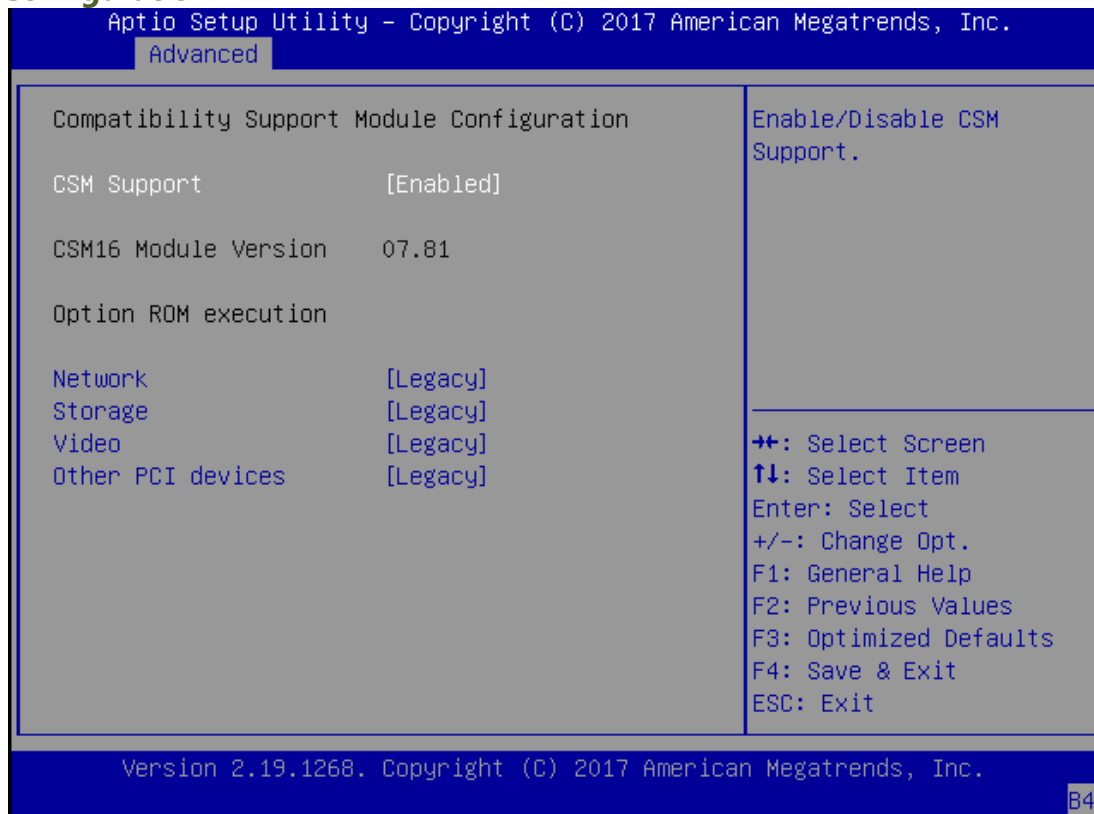 Aptio Setup Utility – Copyright (C) 2017 American Megatrends, Inc.
Advanced
Compatibility Support Module Configuration
CSM Support [Enabled]
CSM16 Module Version 07.81
Option ROM execution
Network [Legacy]
Storage [Legacy]
Video [Legacy]
Other PCI devices [Legacy]
Enable/Disable CSM
Support.
→←: Select Screen
↑↓: Select Item
Enter: Select
+/-: Change Opt.
F1: General Help
F2: Previous Values
F3: Optimized Defaults
F4: Save & Exit
ESC: Exit
Version 2.19.1268. Copyright (C) 2017 American Megatrends, Inc.
B4